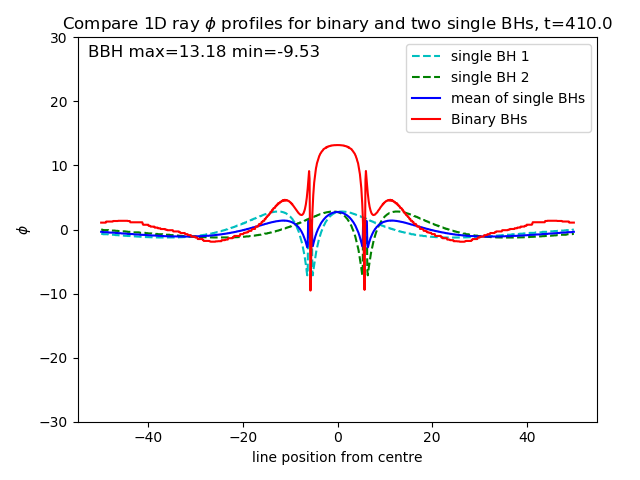 Compare 1D ray ϕ profiles for binary and two single BHs, t=410.0
BBH max=13.18 min=-9.53
single BH 1
single BH 2
mean of single BHs
Binary BHs
30
20
10
0
−10
−20
−30
ϕ
−40
−20
0
20
40
line position from centre